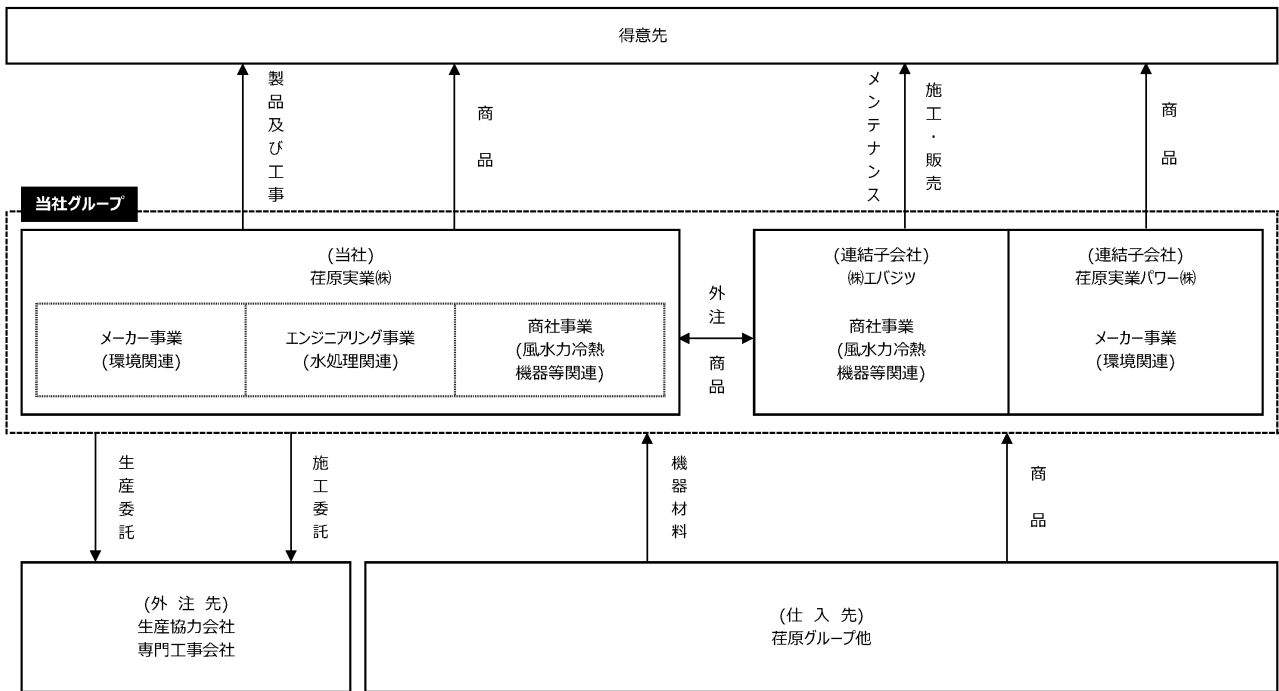 得意先
製品及び工事
商品
メンテナンス
施工・販売
商品
当社グループ
(当社)
荏原実業㈱
メーカー事業
(環境関連)
エンジニアリング事業
(水処理関連)
商社事業
(風水力冷熱
機器等関連)
外注
商品
(連結子会社)
㈱エバジツ
商社事業
(風水力冷熱
機器等関連)
(連結子会社)
荏原実業パワー㈱
メーカー事業
(環境関連)
生産委託
施工委託
機器材料
商品
(外 注 先)
生産協力会社
専門工事会社
(仕 入 先)
荏原グループ他